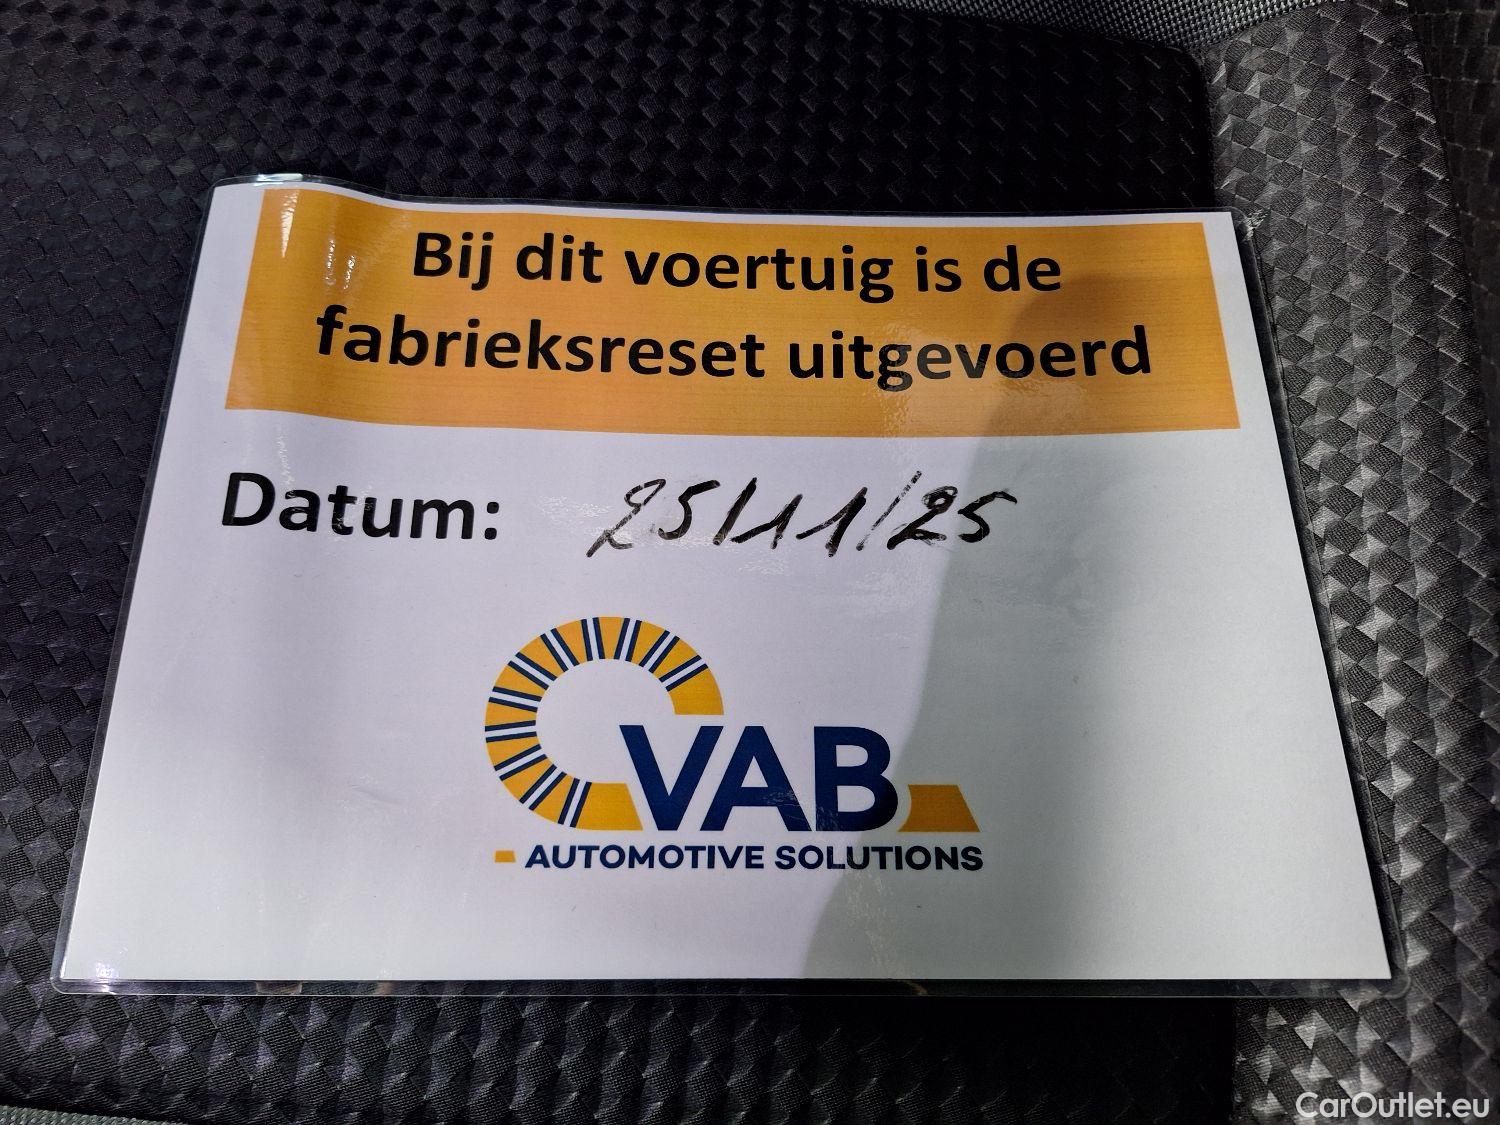 Bij dit voertuig is de
fabrieksreset uitgevoerd
Datum: 25/11/25
VAB
AUTOMOTIVE SOLUTIONS
CarOutlet.eu